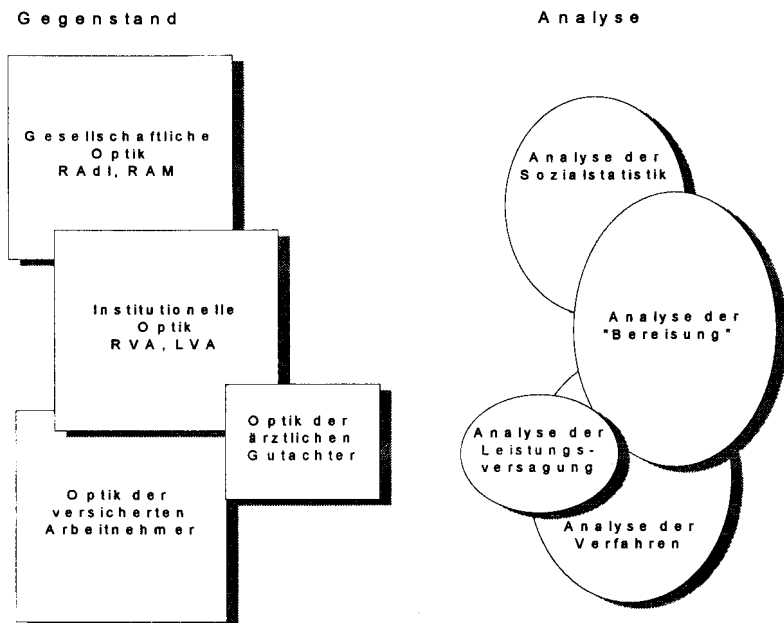 Gegenstand
Analyse
Gesellschaftliche
Optik
RAdI, RAM
Institutionelle
Optik
RVA, LVA
Optik der
ärztlichen
Gutachter
Optik der
versicherten
Arbeitnehmer
Analyse der
Sozialstatistik
Analyse der
"Bereisung"
Analyse der
Leistungs-
versagung
Analyse der
Verfahren